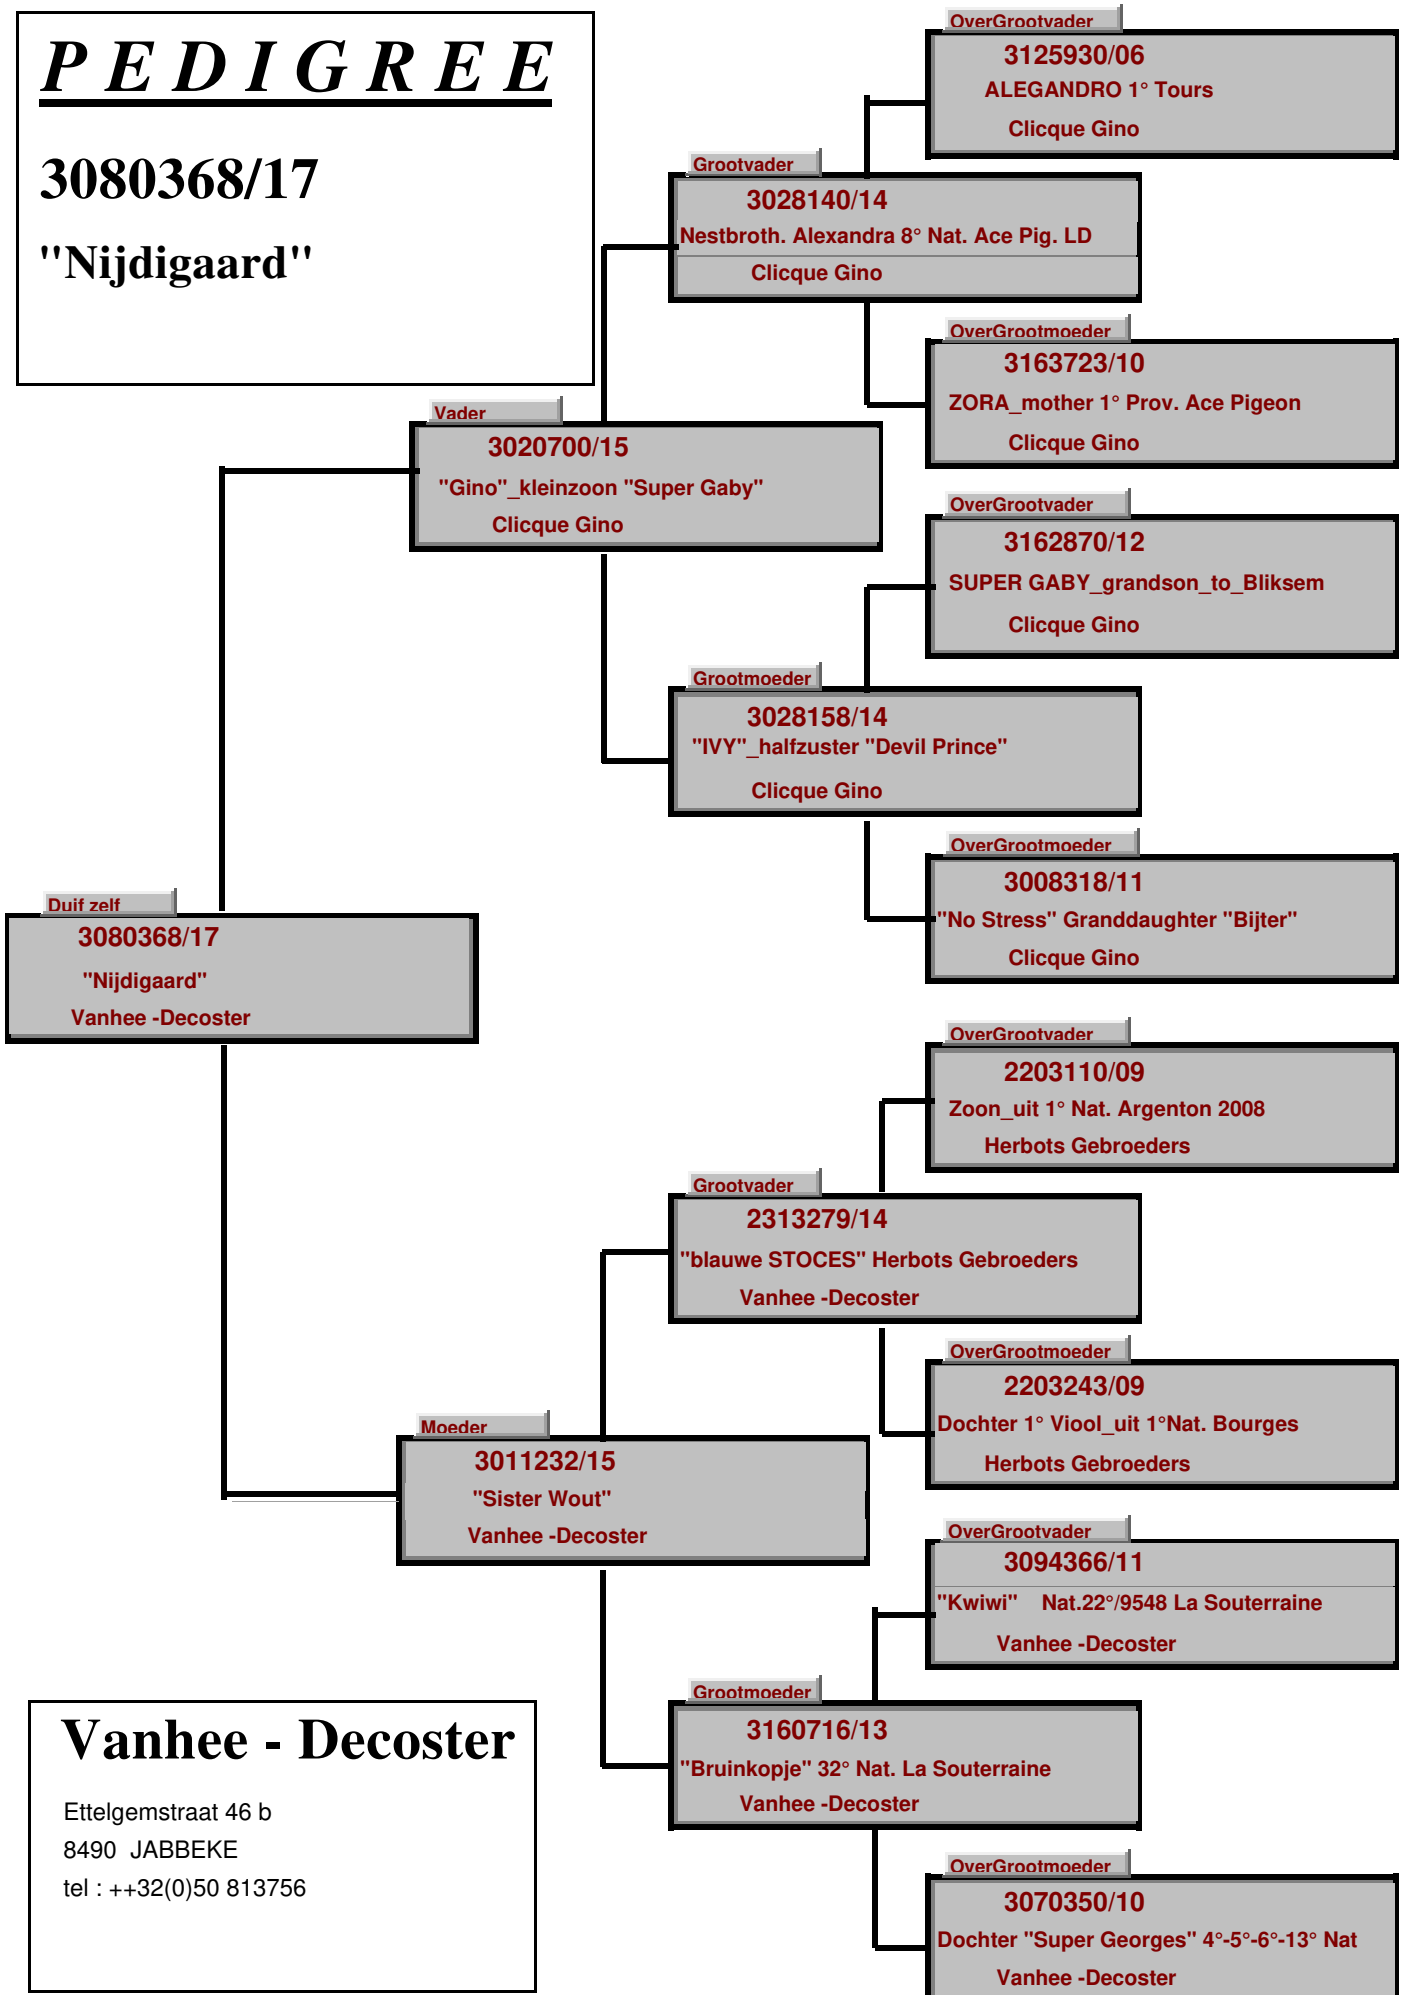 P E D I G R E E
3080368/17
"Nijdigaard"
OverGrootvader
3125930/06
ALEGANDRO 1° Tours
Clicque Gino
Grootvader
3028140/14
Nestbroth. Alexandra 8° Nat. Ace Pig. LD
Clicque Gino
OverGrootmoeder
3163723/10
ZORA_mother 1° Prov. Ace Pigeon
Clicque Gino
Vader
3020700/15
"Gino"_kleinzoon "Super Gaby"
Clicque Gino
OverGrootvader
3162870/12
SUPER GABY_grandson_to_Bliksem
Clicque Gino
Grootmoeder
3028158/14
"IVY"_halfzuster "Devil Prince"
Clicque Gino
OverGrootmoeder
3008318/11
"No Stress" Granddaughter "Bijter"
Clicque Gino
Duif zelf
3080368/17
"Nijdigaard"
Vanhee -Decoster
OverGrootvader
2203110/09
Zoon_uit 1° Nat. Argenton 2008
Herbots Gebroeders
Grootvader
2313279/14
"blauwe STOCES" Herbots Gebroeders
Vanhee -Decoster
OverGrootmoeder
2203243/09
Dochter 1° Viool_uit 1°Nat. Bourges
Herbots Gebroeders
Moeder
3011232/15
"Sister Wout"
Vanhee -Decoster
OverGrootvader
3094366/11
"Kwiwi" Nat.22°/9548 La Souterraine
Vanhee -Decoster
Grootmoeder
3160716/13
"Bruinkopje" 32° Nat. La Souterraine
Vanhee -Decoster
OverGrootmoeder
3070350/10
Dochter "Super Georges" 4°-5°-6°-13° Nat
Vanhee -Decoster
Vanhee - Decoster
Ettelgemstraat 46 b
8490 JABBEKE
tel : ++32(0)50 813756